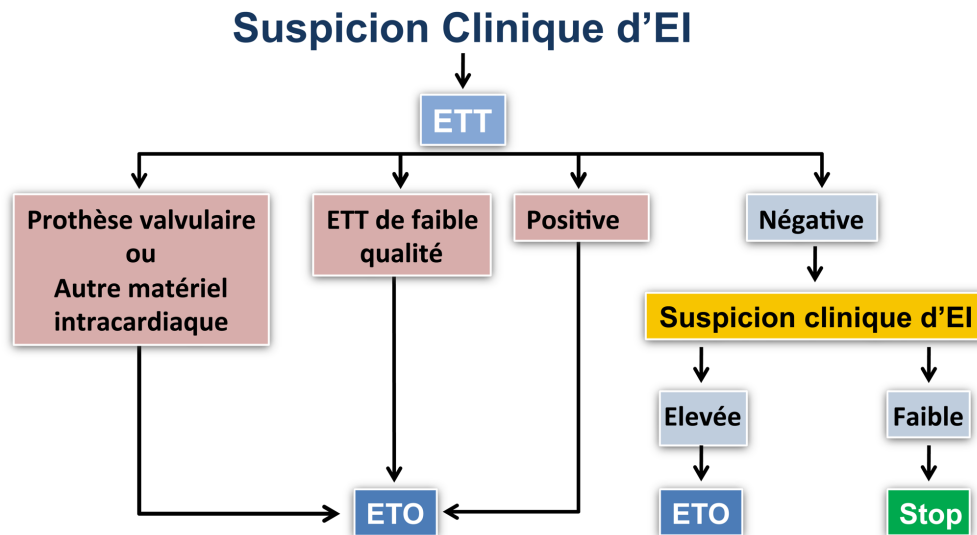 Suspicion Clinique d’EI
ETT
Prothèse valvulaire
ou
Autre matériel
intracardiaque
ETT de faible
qualité
Positive
Négative
Suspicion clinique d’EI
Elevée
Faible
ETO
ETO
Stop